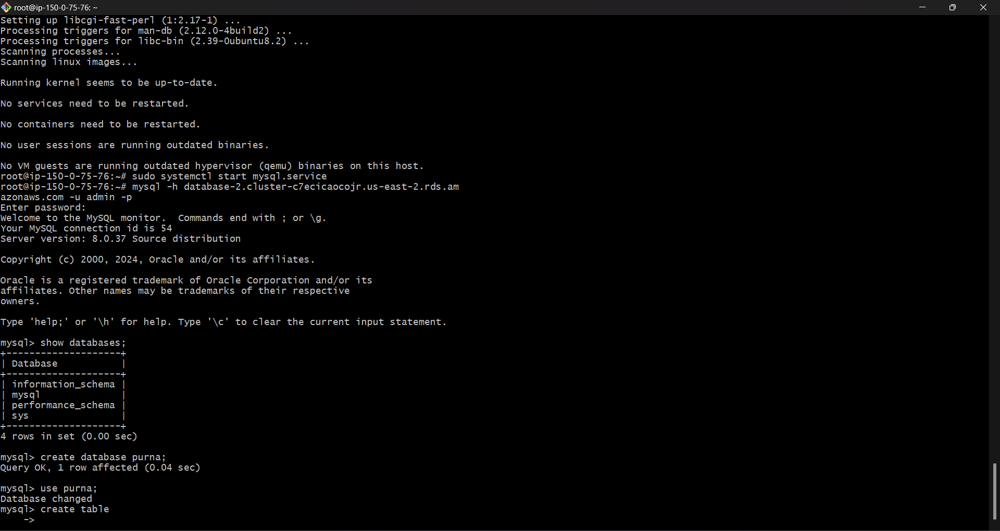 root@ip-150-0-75-76: ~
Setting up libcgi-fast-perl (1:2.17-1) ...
Processing triggers for man-db (2.12.0-4build2) ...
Processing triggers for libc-bin (2.39-0ubuntu8.2) ...
Scanning processes...
Scanning linux images...
Running kernel seems to be up-to-date.
No services need to be restarted.
No containers need to be restarted.
No user sessions are running outdated binaries.
No VM guests are running outdated hypervisor (qemu) binaries on this host.
root@ip-150-0-75-76:~# sudo systemctl start mysql.service
root@ip-150-0-75-76:~# mysql -h database-2.cluster-c7ecicaocojr.us-east-2.rds.am
azonaws.com -u admin -p
Enter password:
Welcome to the MySQL monitor.  Commands end with ; or \g.
Your MySQL connection id is 54
Server version: 8.0.37 Source distribution
Copyright (c) 2000, 2024, Oracle and/or its affiliates.
Oracle is a registered trademark of Oracle Corporation and/or its
affiliates. Other names may be trademarks of their respective
owners.
Type 'help;' or '\h' for help. Type '\c' to clear the current input statement.
mysql> show databases;
+--------------------+
| Database           |
+--------------------+
| information_schema |
| mysql              |
| performance_schema |
| sys                |
+--------------------+
4 rows in set (0.00 sec)
mysql> create database purna;
Query OK, 1 row affected (0.04 sec)
mysql> use purna;
Database changed
mysql> create table
    ->